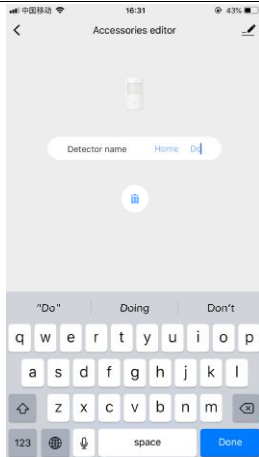 中国移动 16:31 43%
Accessories editor
Detector name Home Do
"Do" Doing Don't
q w e r t y u i o p
a s d f g h j k l
z x c v b n m
123 space Done